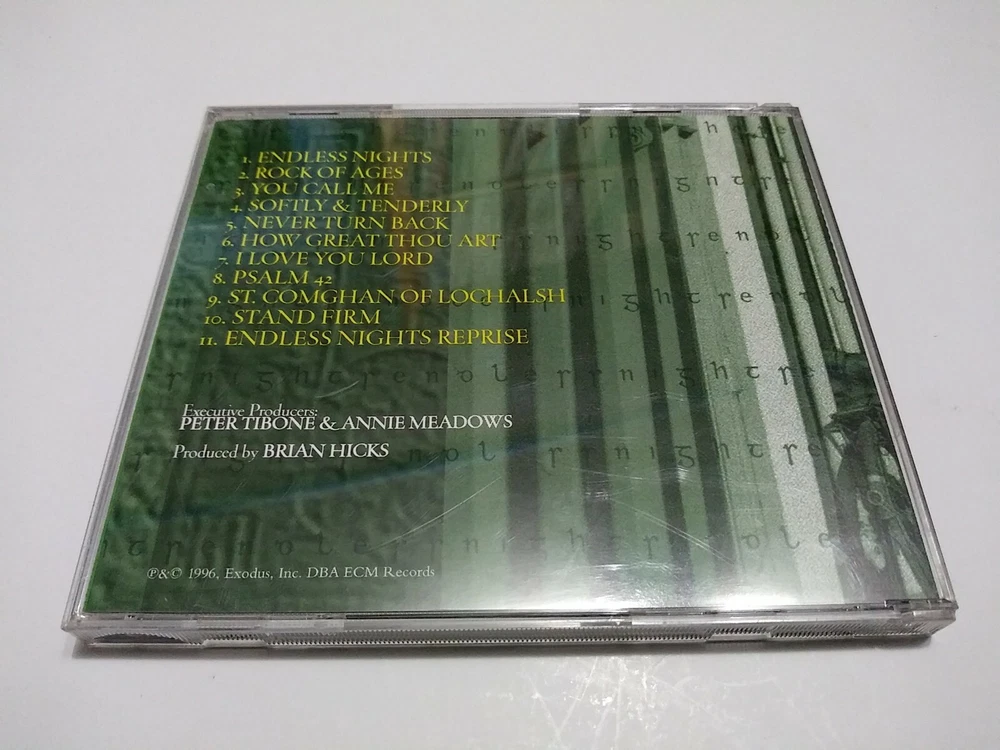 1. ENDLESS NIGHTS
2. ROCK OF AGES
3. YOU CALL ME
4. SOFTLY & TENDERLY
5. NEVER TURN BACK
6. HOW GREAT THOU ART
7. I LOVE YOU LORD
8. PSALM 42
9. ST. COMGHAN OF LOCHALSH
10. STAND FIRM
11. ENDLESS NIGHTS REPRISE
Executive Producers:
PETER TIBONE & ANNIE MEADOWS
Produced by BRIAN HICKS
℗&© 1996, Exodus, Inc. DBA ECM Records